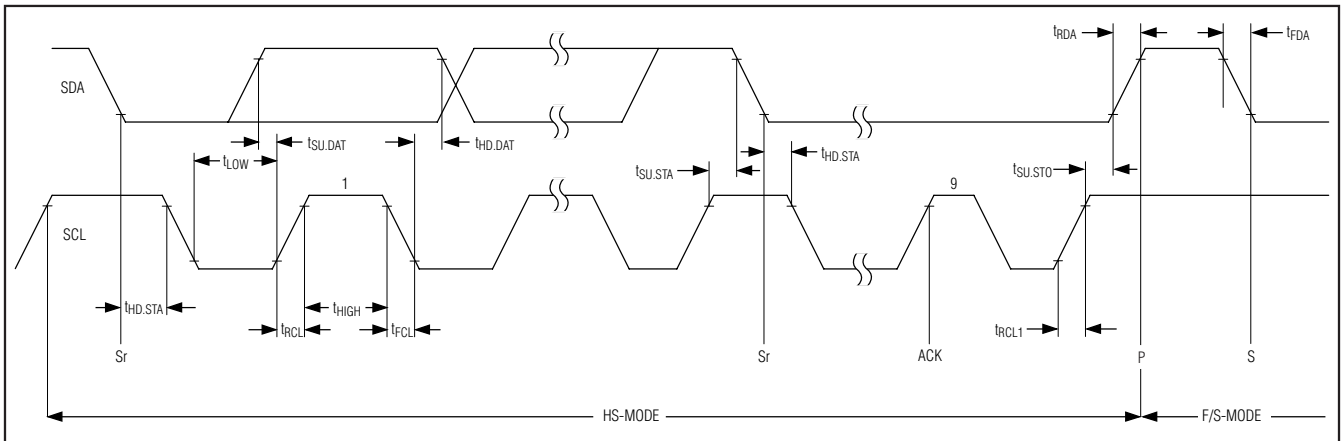 tRDA
tFDA
SDA
tSU.DAT
tHD.DAT
tLOW
tHD.STA
tSU.STA
tSU.STO
1
9
SCL
tHD.STA
tHIGH
tRCL
tFCL
tRCL1
Sr
Sr
ACK
P
S
HS-MODE
F/S-MODE